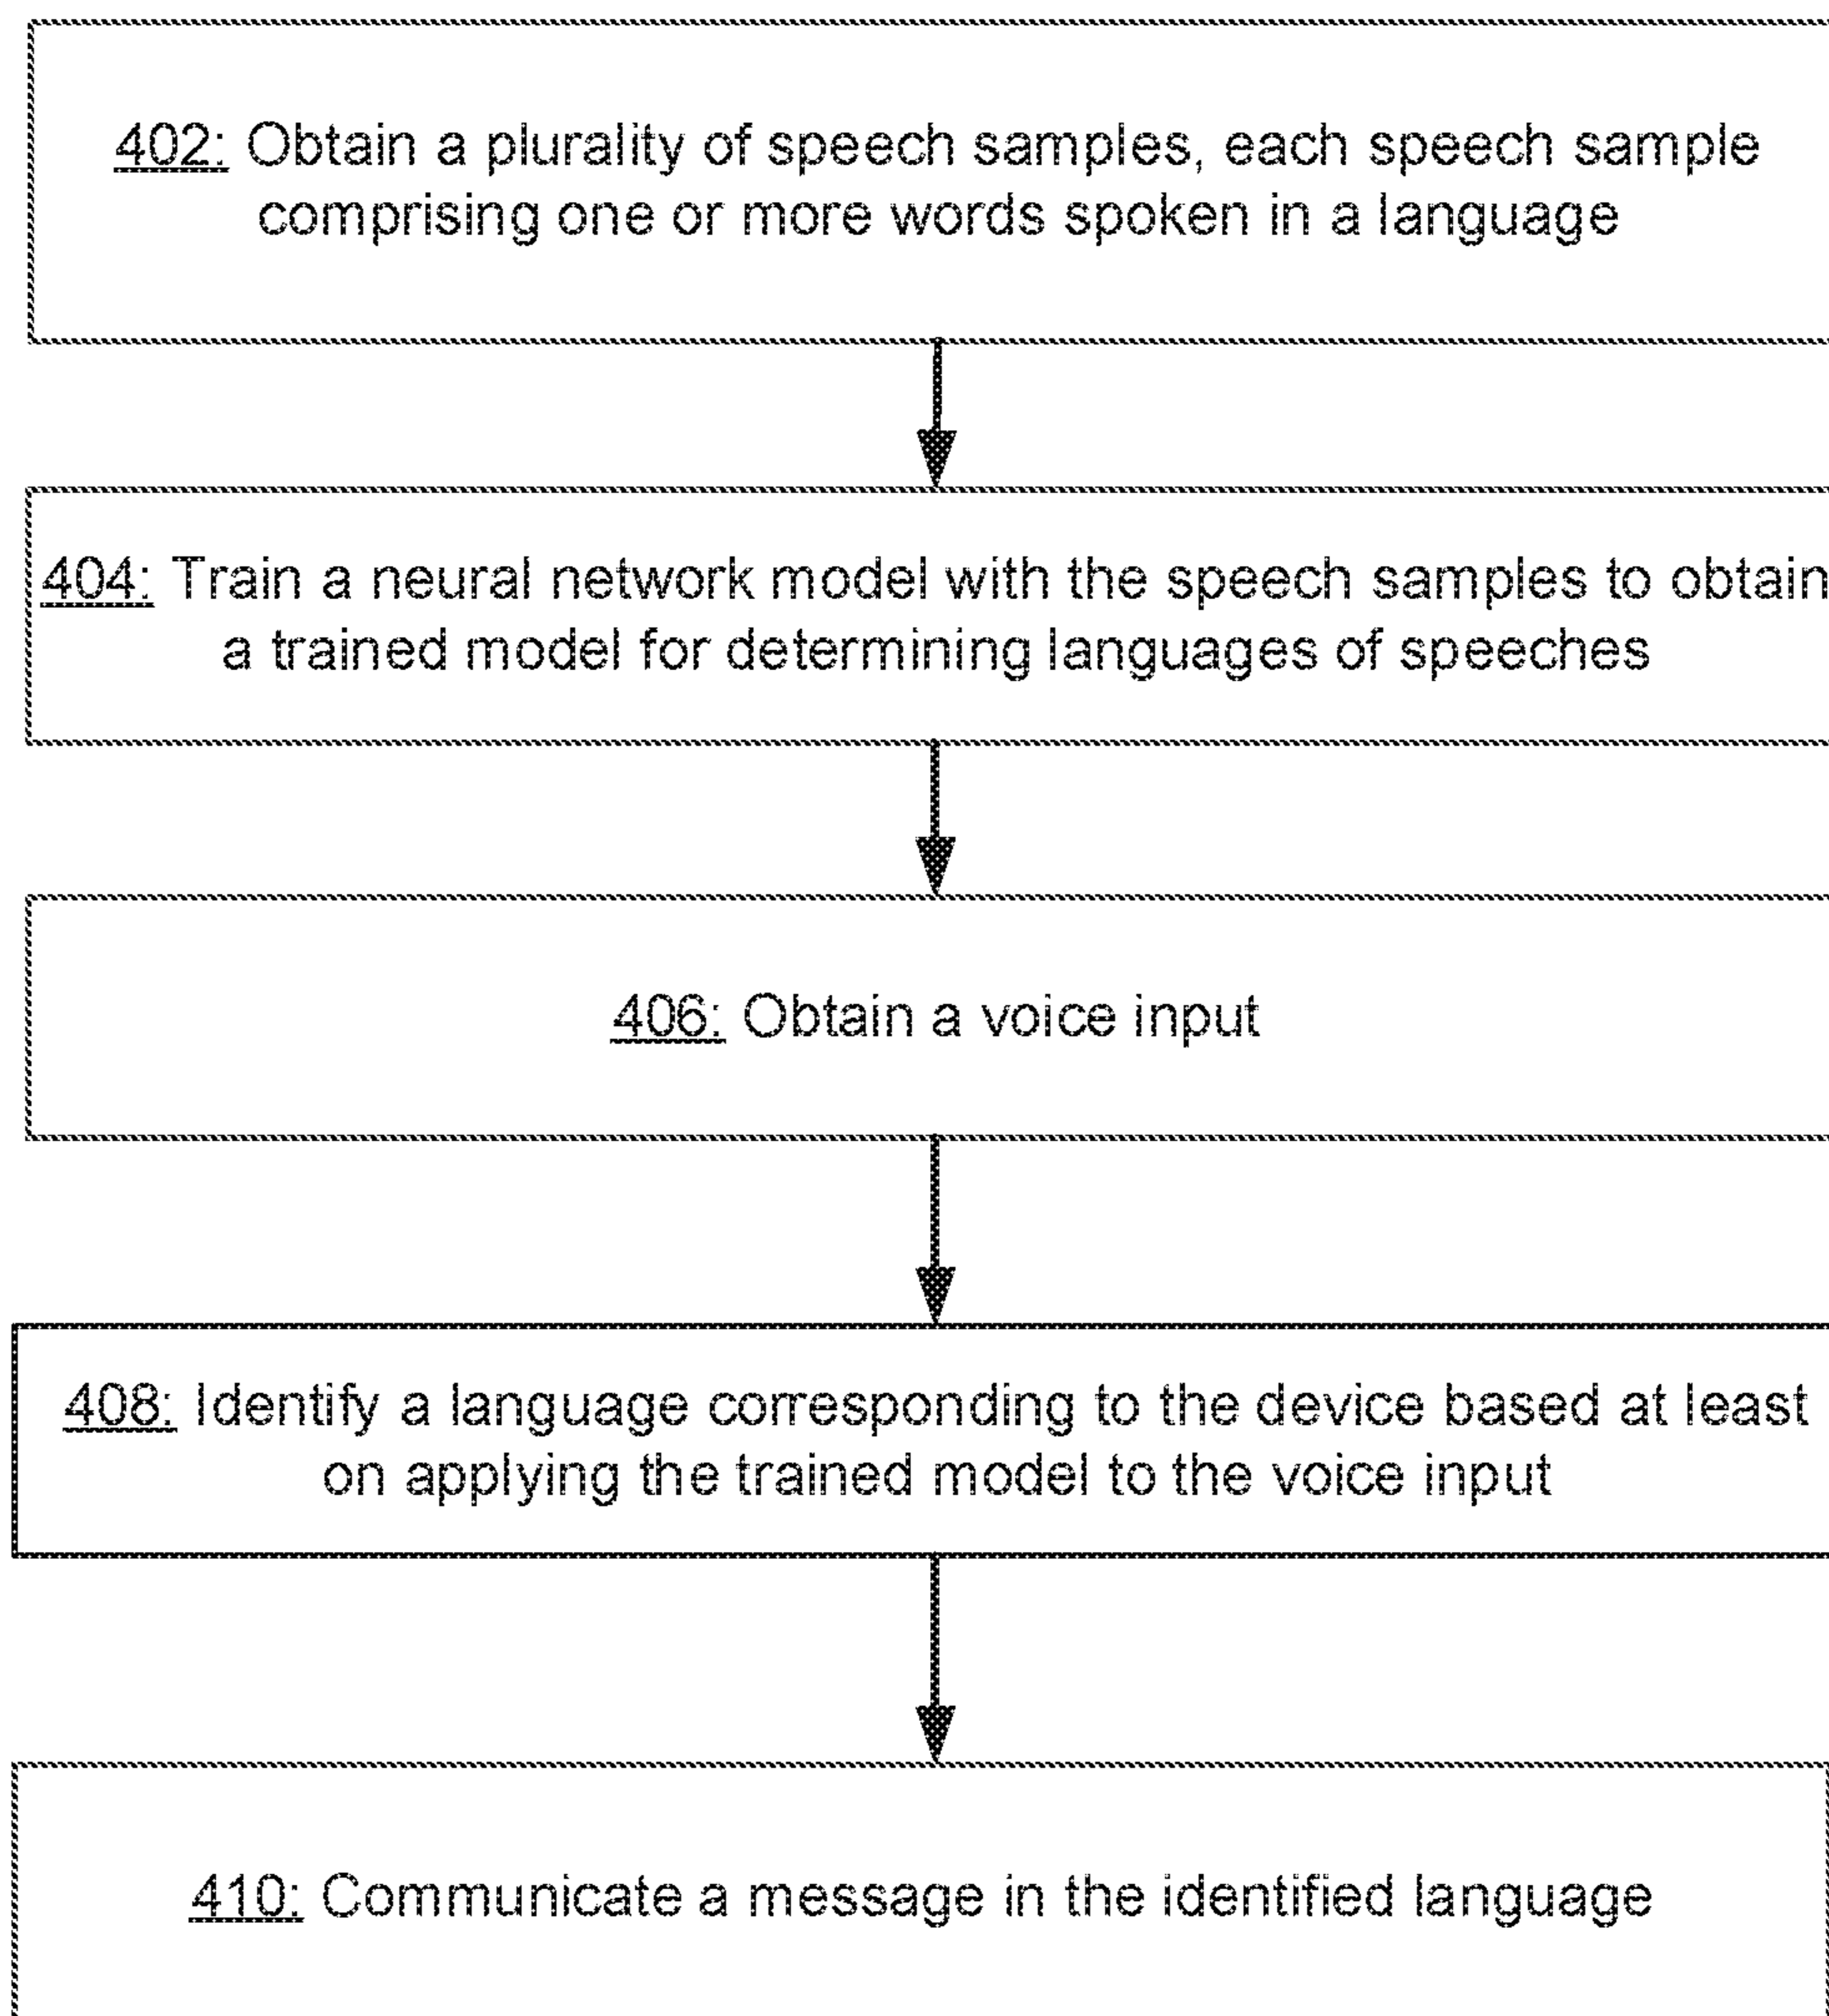 402: Obtain a plurality of speech samples, each speech sample
comprising one or more words spoken in a language
404: Train a neural network model with the speech samples to obtain
a trained model for determining languages of speeches
406: Obtain a voice input
408: Identify a language corresponding to the device based at least
on applying the trained model to the voice input
410: Communicate a message in the identified language